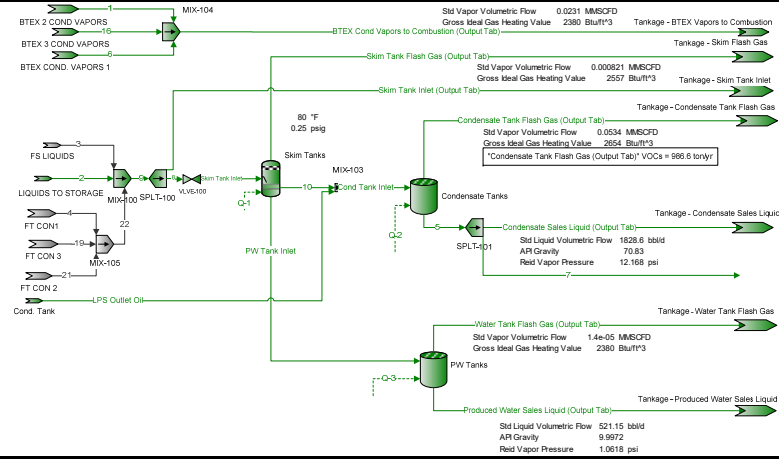 1
MIX-104
BTEX 2 COND VAPORS
16
BTEX 3 COND VAPORS
6
BTEX COND. VAPORS 1
BTEX Cond Vapors to Combustion (Output Tab)
Std Vapor Volumetric Flow 0.0231 MMSCFD
Gross Ideal Gas Heating Value 2380 Btu/ft^3
Tankage - BTEX Vapors to Combustion
Skim Tank Flash Gas (Output Tab)
Tankage - Skim Flash Gas
Std Vapor Volumetric Flow 0.000821 MMSCFD
Gross Ideal Gas Heating Value 2557 Btu/ft^3
Skim Tank Inlet (Output Tab)
Tankage - Skim Tank Inlet
Tankage - Condensate Tank Flash Gas
Condensate Tank Flash Gas (Output Tab)
Std Vapor Volumetric Flow 0.0534 MMSCFD
Gross Ideal Gas Heating Value 2654 Btu/ft^3
"Condensate Tank Flash Gas (Output Tab)" VOCs = 986.6 ton/yr
80 °F
0.25 psig
3
FS LIQUIDS
2
LIQUIDS TO STORAGE
MIX-100
9
SPLT-100
8
VLVE-100
Skim Tank Inlet
Skim Tanks
Q-1
10
MIX-103
Cond Tank Inlet
Condensate Tanks
Q-2
5
SPLT-101
Tankage - Condensate Sales Liquid
Condensate Sales Liquid (Output Tab)
Std Liquid Volumetric Flow 1828.6 bbl/d
API Gravity 70.83
Reid Vapor Pressure 12.168 psi
7
4
FT CON1
22
19
FT CON 3
MIX-105
21
FT CON 2
PW Tank Inlet
LPS Outlet Oil
Cond. Tank
Tankage - Water Tank Flash Gas
Water Tank Flash Gas (Output Tab)
Std Vapor Volumetric Flow 1.4e-05 MMSCFD
Gross Ideal Gas Heating Value 2380 Btu/ft^3
PW Tanks
Q-3
Tankage - Produced Water Sales Liquid
Produced Water Sales Liquid (Output Tab)
Std Liquid Volumetric Flow 521.15 bbl/d
API Gravity 9.9972
Reid Vapor Pressure 1.0618 psi